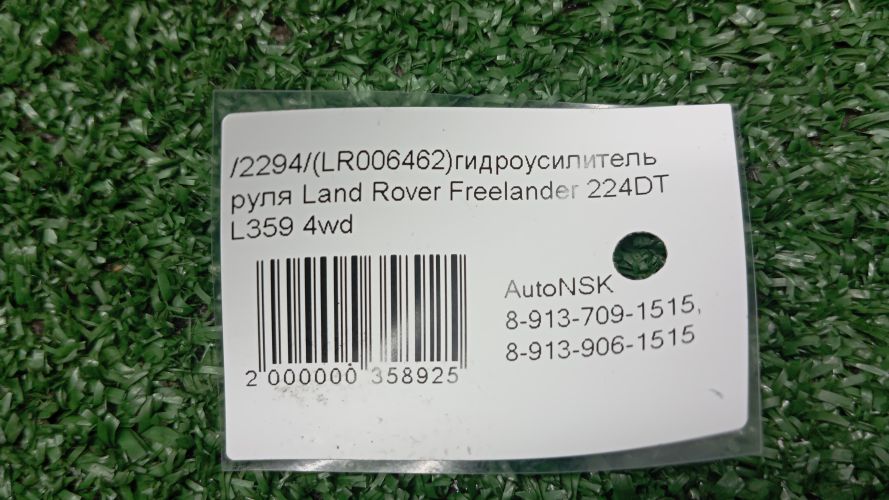 /2294/(LR006462)гидроусилитель
руля Land Rover Freelander 224DT
L359 4wd
AutoNSK
8-913-709-1515,
8-913-906-1515
2 000000 358925